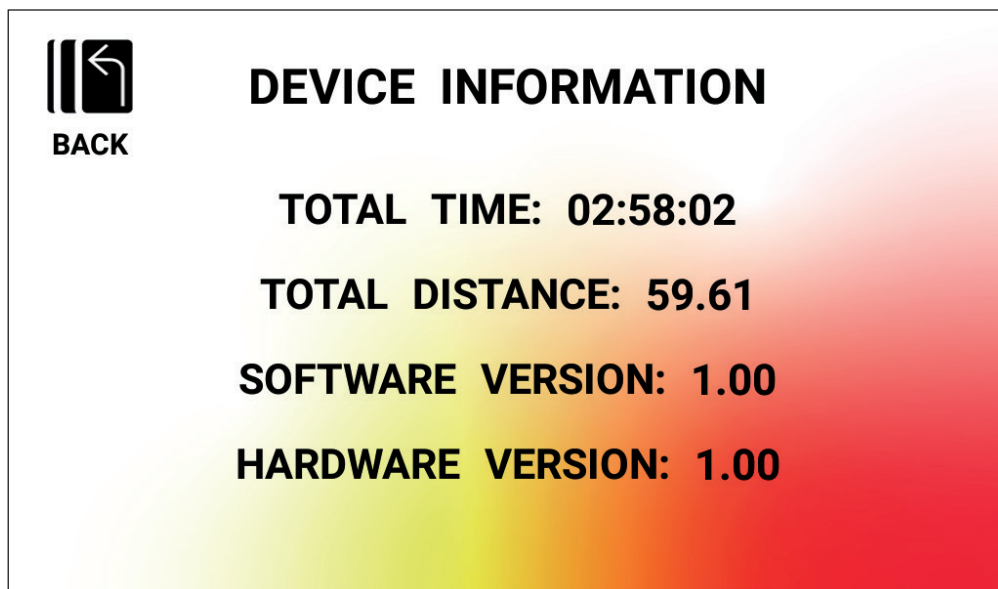 DEVICE INFORMATION
BACK
TOTAL TIME: 02:58:02
TOTAL DISTANCE: 59.61
SOFTWARE VERSION: 1.00
HARDWARE VERSION: 1.00